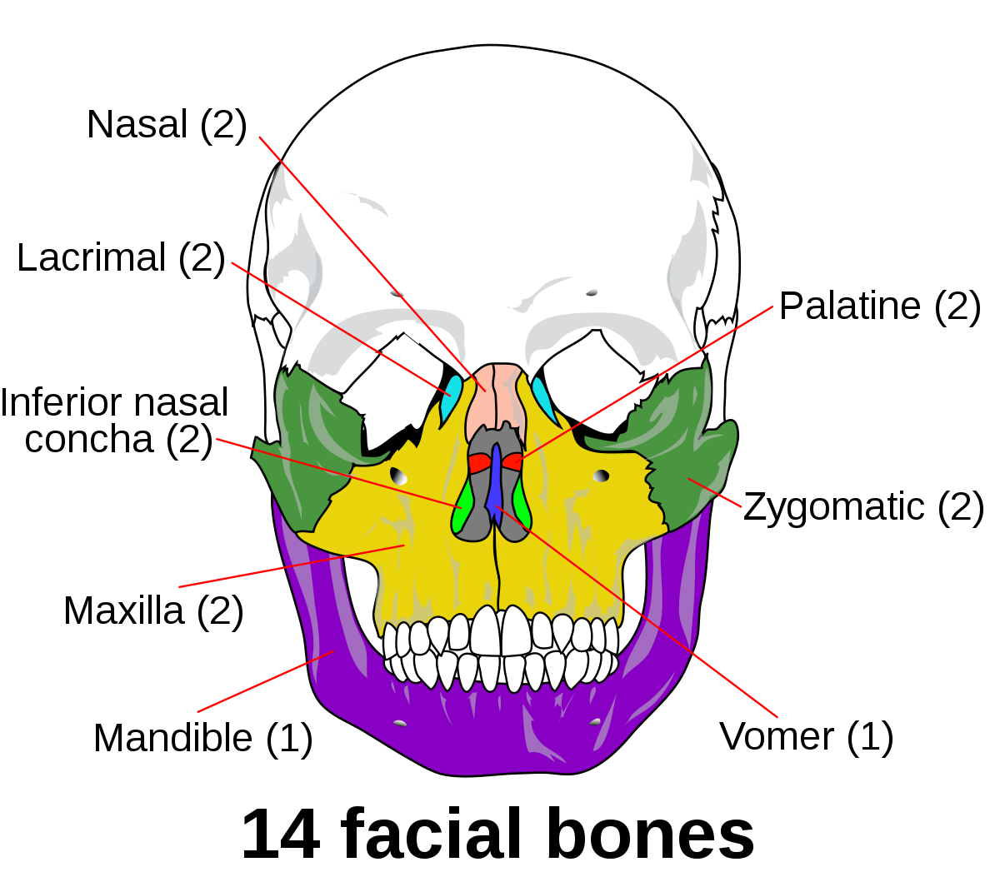 Nasal (2)
Lacrimal (2)
Palatine (2)
Inferior nasal
concha (2)
Zygomatic (2)
Maxilla (2)
Mandible (1)
Vomer (1)
14 facial bones